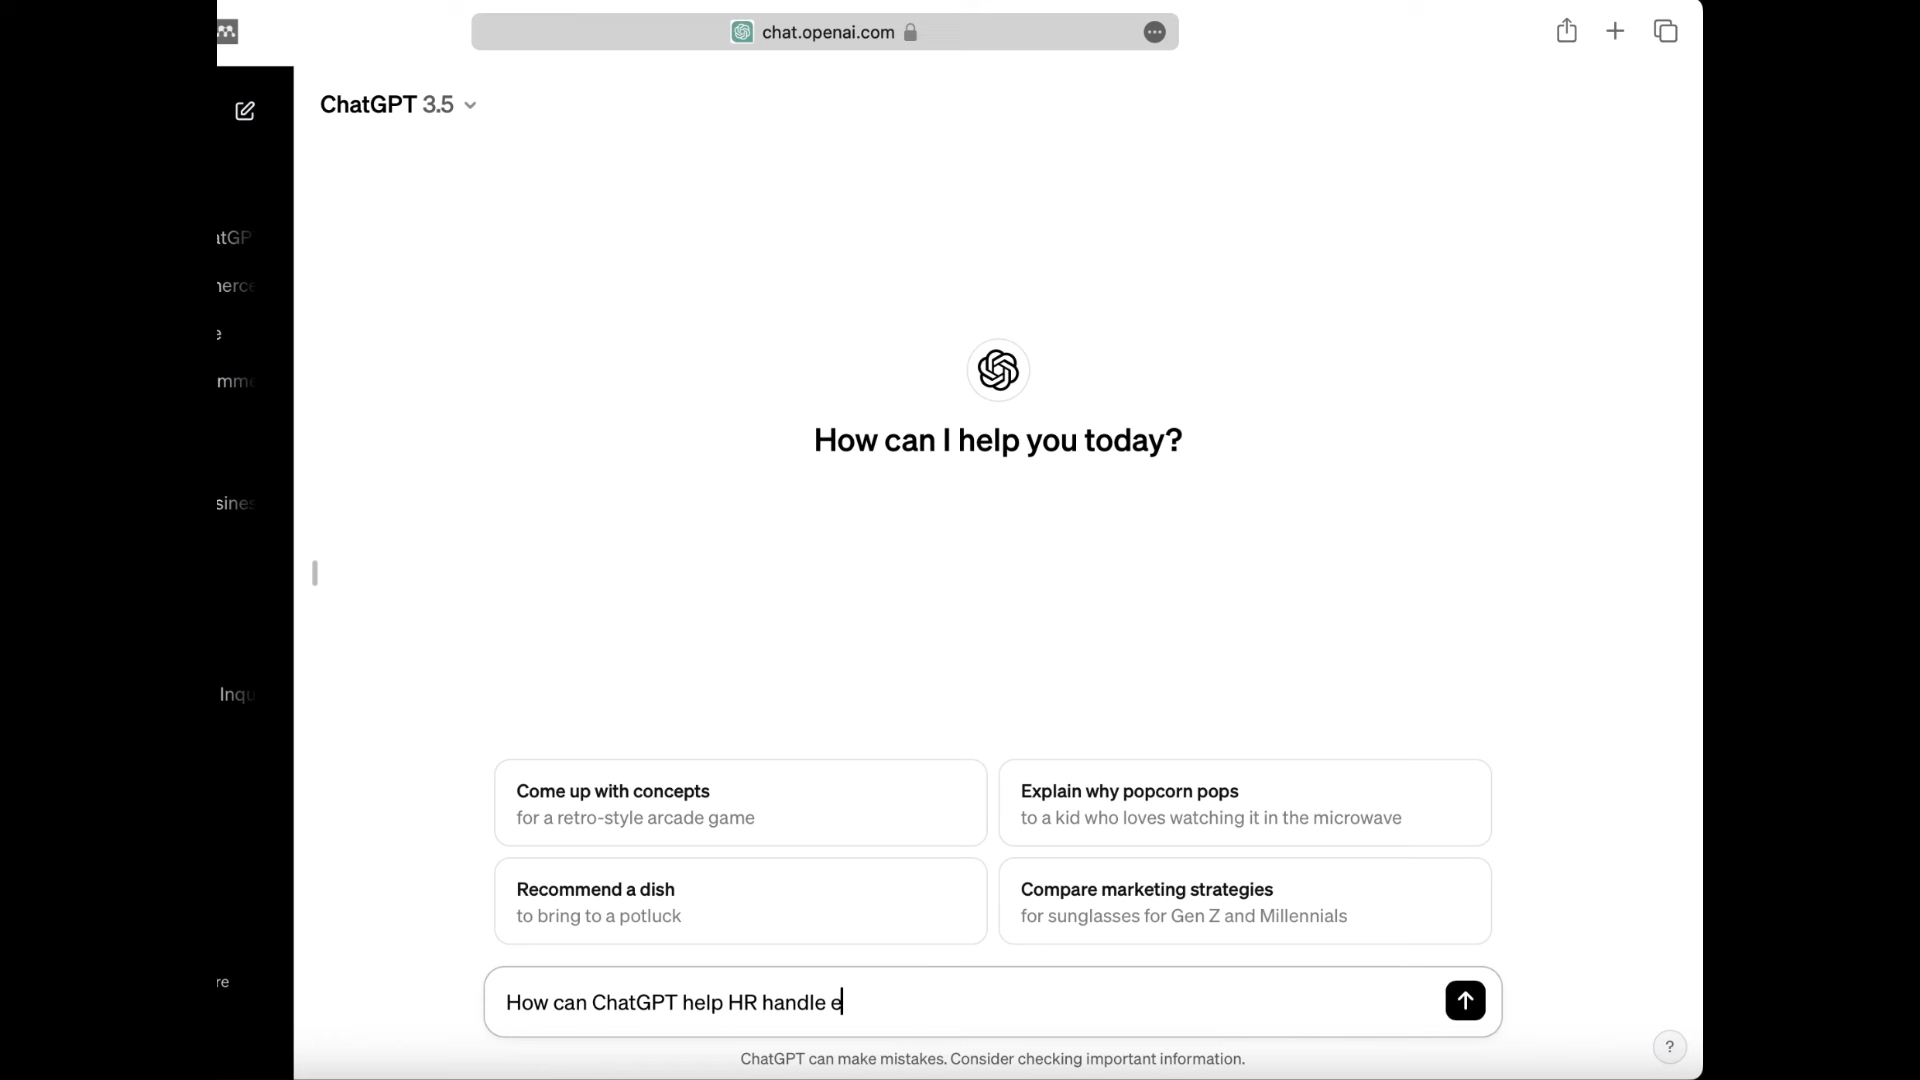 chat.openai.com
ChatGPT 3.5
How can I help you today?
Come up with concepts
for a retro-style arcade game
Explain why popcorn pops
to a kid who loves watching it in the microwave
Recommend a dish
to bring to a potluck
Compare marketing strategies
for sunglasses for Gen Z and Millennials
How can ChatGPT help HR handle e
ChatGPT can make mistakes. Consider checking important information.
?